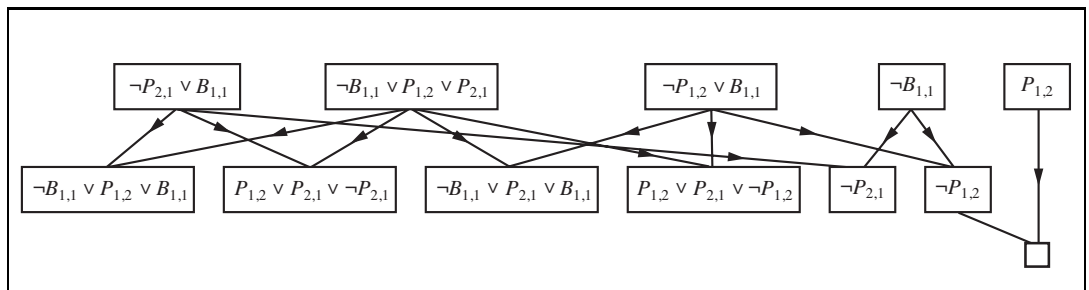 ¬P₂,₁ ∨ B₁,₁ ¬B₁,₁ ∨ P₁,₂ ∨ P₂,₁ ¬P₁,₂ ∨ B₁,₁ ¬B₁,₁ P₁,₂
¬B₁,₁ ∨ P₁,₂ ∨ B₁,₁ P₁,₂ ∨ P₂,₁ ∨ ¬P₂,₁ ¬B₁,₁ ∨ P₂,₁ ∨ B₁,₁ P₁,₂ ∨ P₂,₁ ∨ ¬P₁,₂ ¬P₂,₁ ¬P₁,₂